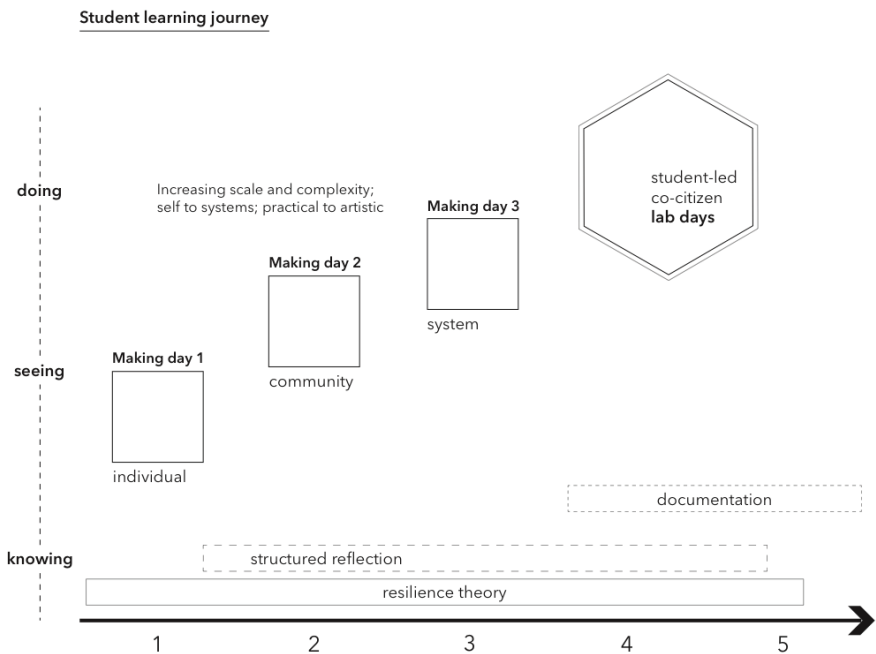 Student learning journey
doing
Increasing scale and complexity;
self to systems; practical to artistic
student-led
co-citizen
lab days
Making day 3
system
Making day 2
community
seeing
Making day 1
individual
documentation
knowing
structured reflection
resilience theory
1
2
3
4
5